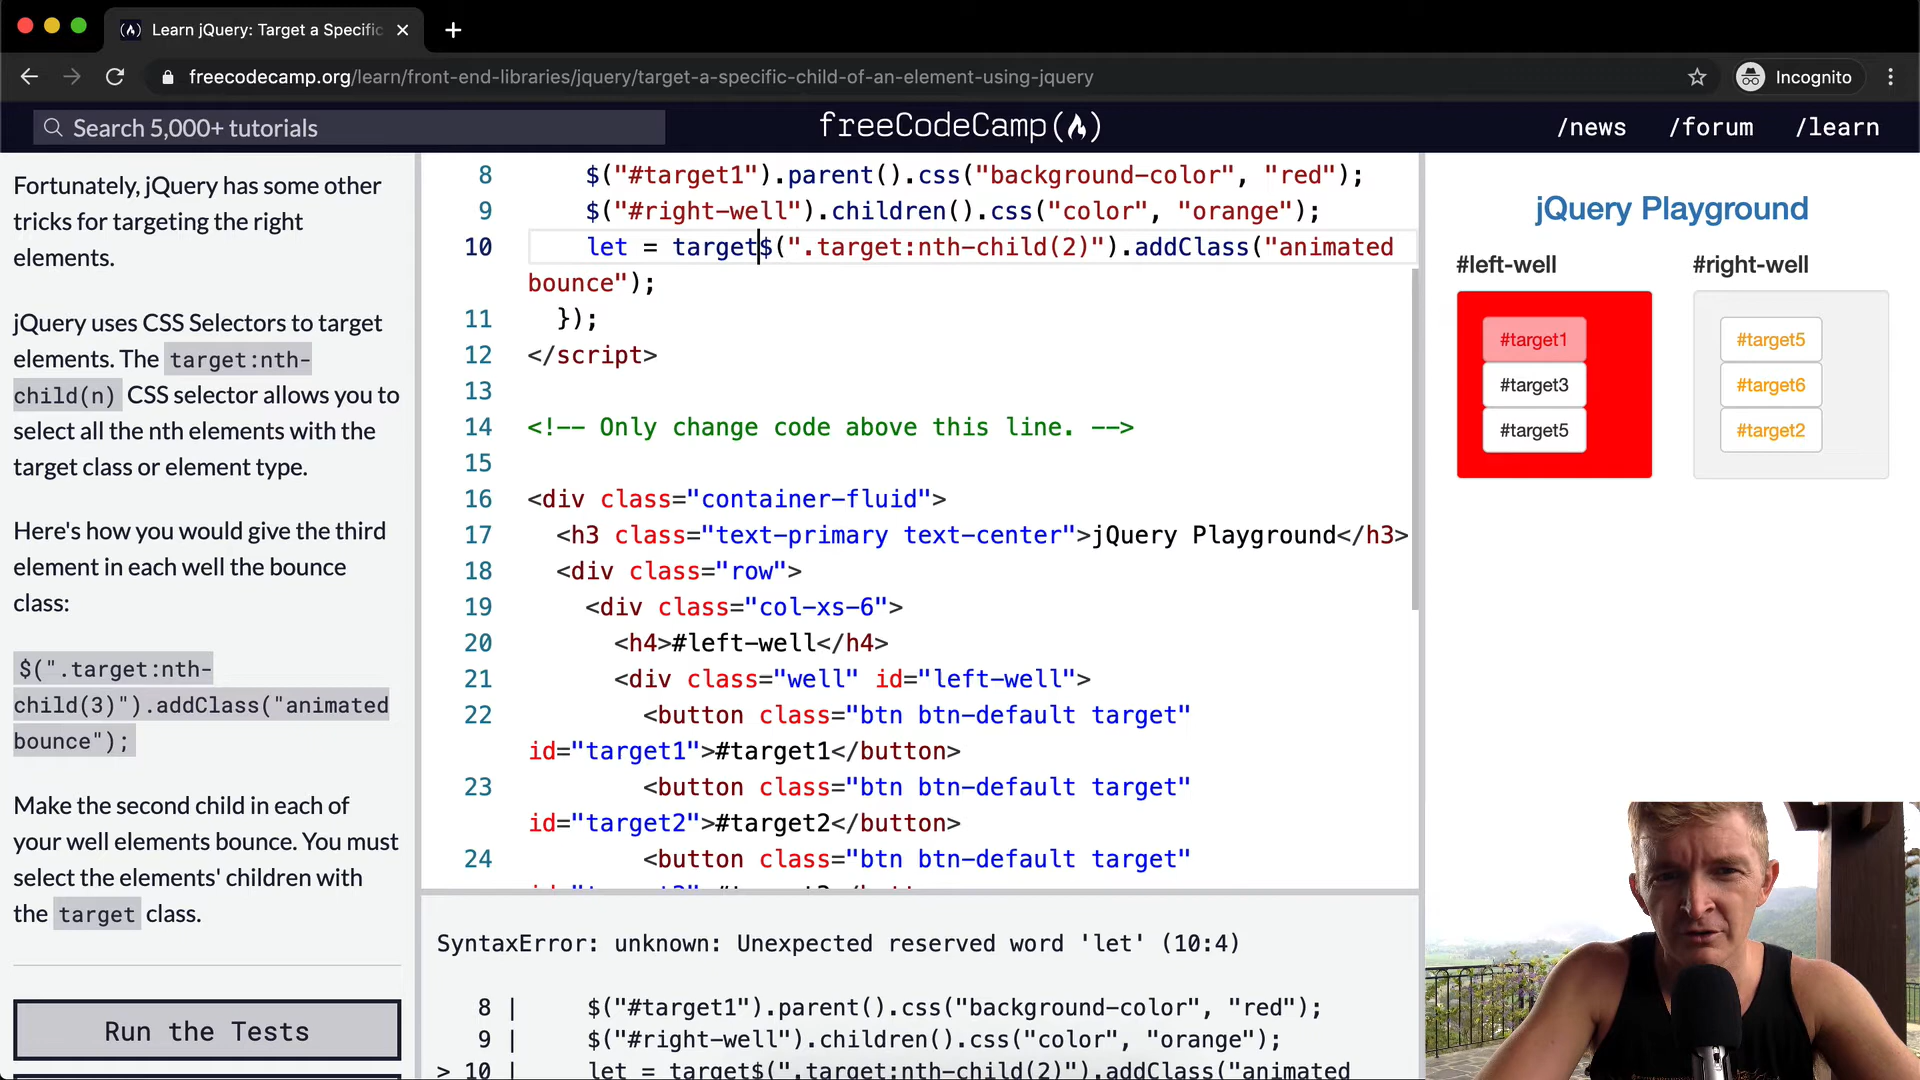 Learn jQuery: Target a Specific
freecodecamp.org/learn/front-end-libraries/jquery/target-a-specific-child-of-an-element-using-jquery
Incognito
Search 5,000+ tutorials
freeCodeCamp
/news /forum /learn
Fortunately, jQuery has some other
tricks for targeting the right
elements.
jQuery uses CSS Selectors to target
elements. The target:nth-
child(n) CSS selector allows you to
select all the nth elements with the
target class or element type.
Here's how you would give the third
element in each well the bounce
class:
$(".target:nth-
child(3)").addClass("animated
bounce");
Make the second child in each of
your well elements bounce. You must
select the elements' children with
the target class.
Run the Tests
8 $("#target1").parent().css("background-color", "red");
9 $("#right-well").children().css("color", "orange");
10 let = target$(".target:nth-child(2)").addClass("animated
bounce");
11 });
12 </script>
13
14 <!-- Only change code above this line. -->
15
16 <div class="container-fluid">
17 <h3 class="text-primary text-center">jQuery Playground</h3>
18 <div class="row">
19 <div class="col-xs-6">
20 <h4>#left-well</h4>
21 <div class="well" id="left-well">
22 <button class="btn btn-default target"
id="target1">#target1</button>
23 <button class="btn btn-default target"
id="target2">#target2</button>
24 <button class="btn btn-default target"
SyntaxError: unknown: Unexpected reserved word 'let' (10:4)
8 | $("#target1").parent().css("background-color", "red");
9 | $("#right-well").children().css("color", "orange");
> 10 | let = target$(".target:nth-child(2)").addClass("animated
jQuery Playground
#left-well
#target1
#target3
#target5
#right-well
#target5
#target6
#target2